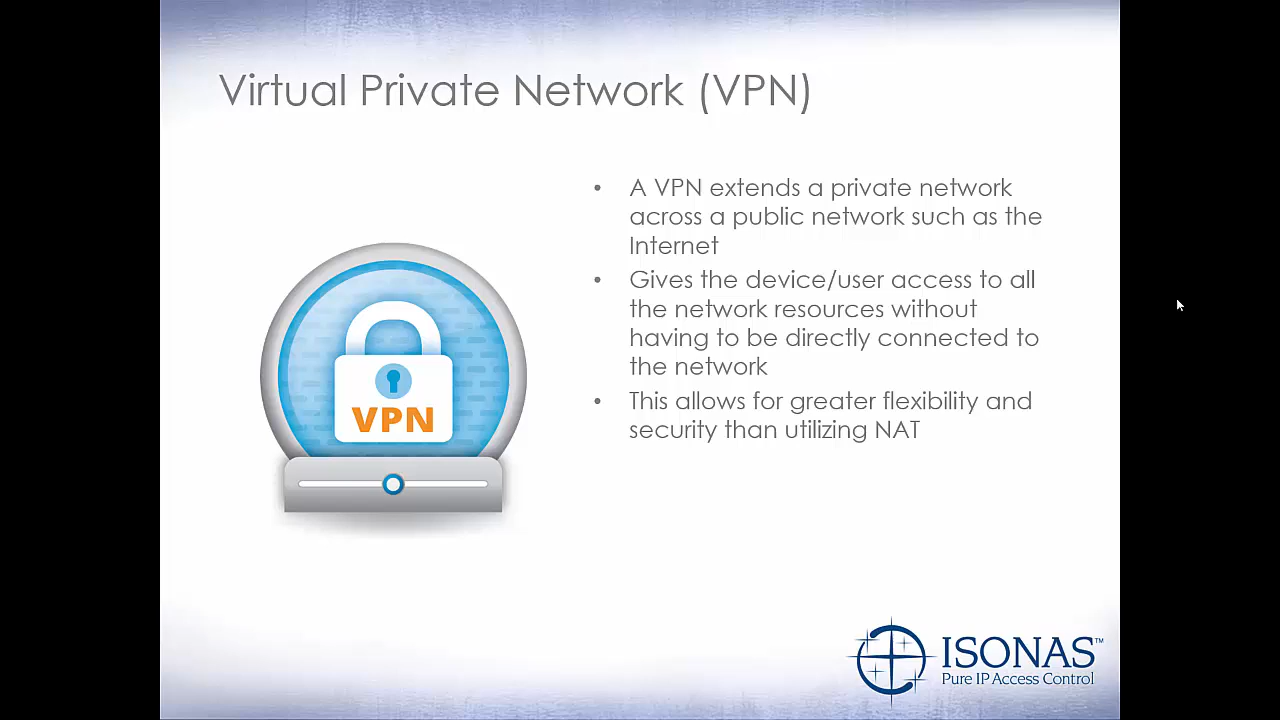 Virtual Private Network (VPN)
• A VPN extends a private network
across a public network such as the
Internet
• Gives the device/user access to all
the network resources without
having to be directly connected to
the network
• This allows for greater flexibility and
security than utilizing NAT
VPN
ISONAS™
Pure IP Access Control